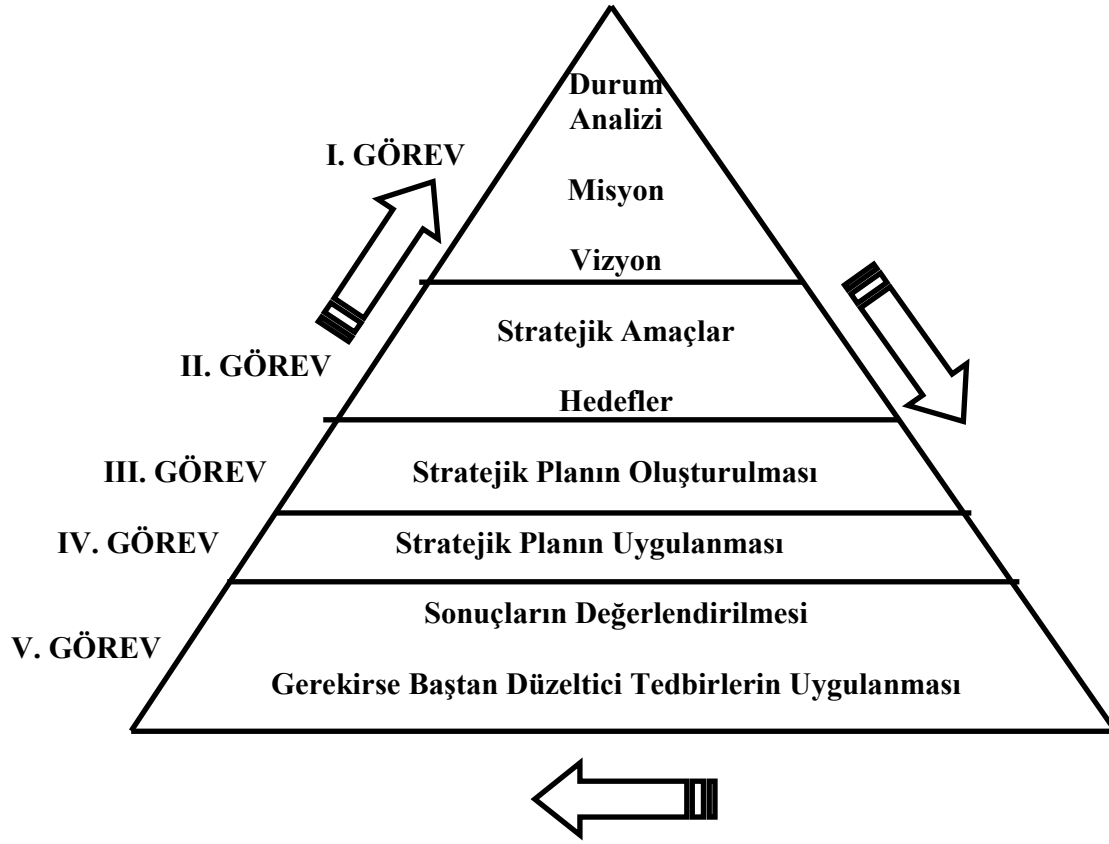 Durum
Analizi
I. GÖREV
Misyon
Vizyon
Stratejik Amaçlar
II. GÖREV
Hedefler
III. GÖREV
Stratejik Planın Oluşturulması
IV. GÖREV
Stratejik Planın Uygulanması
Sonuçların Değerlendirilmesi
V. GÖREV
Gerekirse Baştan Düzeltici Tedbirlerin Uygulanması